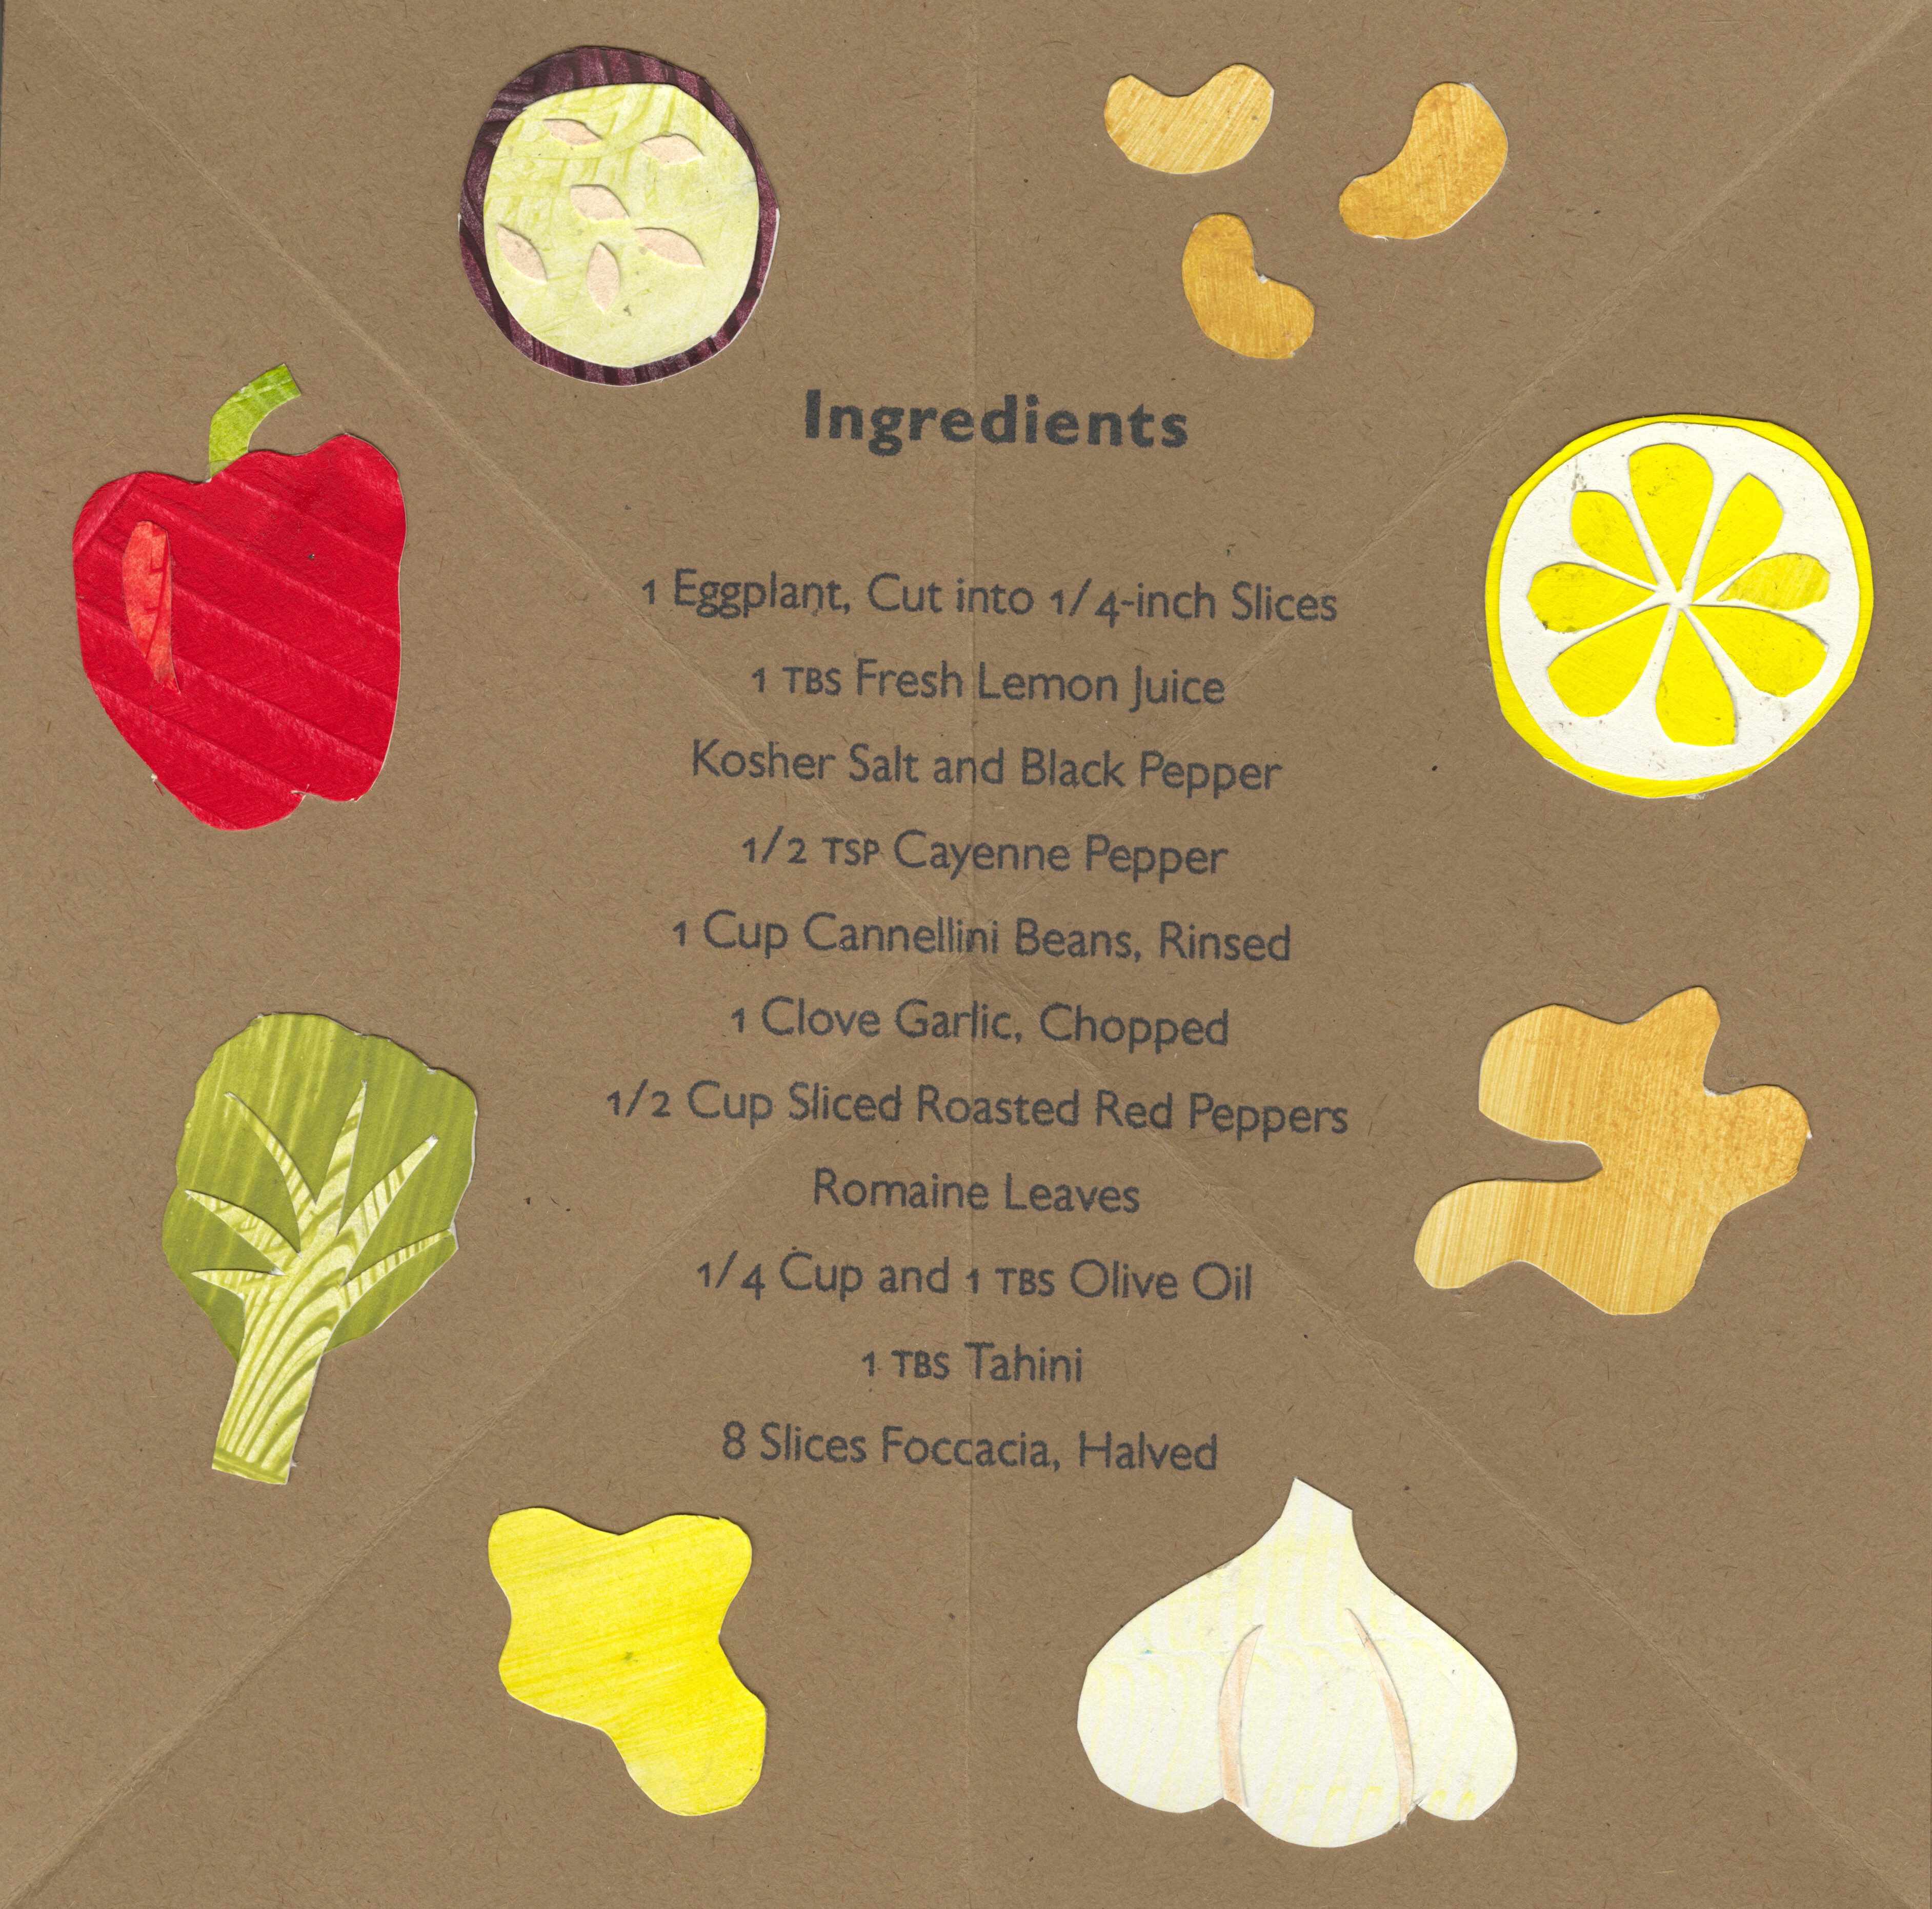 Ingredients
1 Eggplant, Cut into 1/4-inch Slices
1 TBS Fresh Lemon Juice
Kosher Salt and Black Pepper
1/2 TSP Cayenne Pepper
1 Cup Cannellini Beans, Rinsed
1 Clove Garlic, Chopped
1/2 Cup Sliced Roasted Red Peppers
Romaine Leaves
1/4 Cup and 1 TBS Olive Oil
1 TBS Tahini
8 Slices Foccacia, Halved